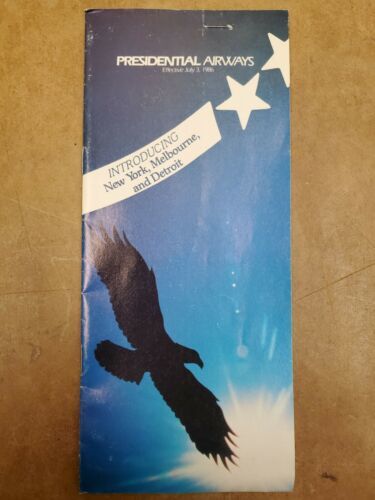 PRESIDENTIAL AIRWAYS
Effective July 3, 1986
INTRODUCING
New York, Melbourne,
and Detroit